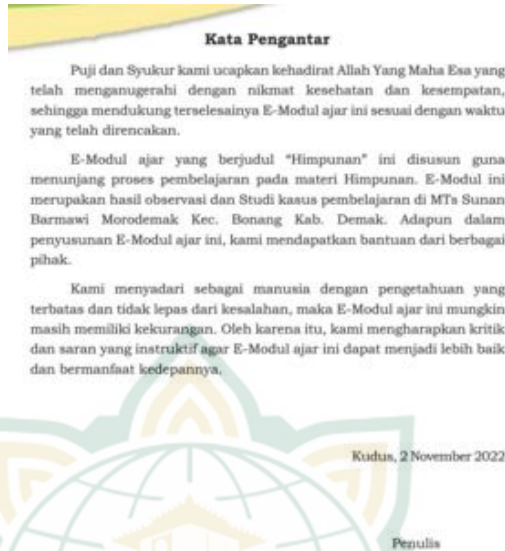 Kata Pengantar
Puji dan Syukur kami ucapkan kehadirat Allah Yang Maha Esa yang
telah menganugerahi dengan nikmat kesehatan dan kesempatan,
sehingga mendukung terselesainya E-Modul ajar ini sesuai dengan waktu
yang telah direncakan.
E-Modul ajar yang berjudul “Himpunan” ini disusun guna
menunjang proses pembelajaran pada materi Himpunan. E-Modul ini
merupakan hasil observasi dan Studi kasus pembelajaran di MTs Sunan
Barmawi Morodemak Kec. Bonang Kab. Demak. Adapun dalam
penyusunan E-Modul ajar ini, kami mendapatkan bantuan dari berbagai
pihak.
Kami menyadari sebagai manusia dengan pengetahuan yang
terbatas dan tidak lepas dari kesalahan, maka E-Modul ajar ini mungkin
masih memiliki kekurangan. Oleh karena itu, kami mengharapkan kritik
dan saran yang instruktif agar E-Modul ajar ini dapat menjadi lebih baik
dan bermanfaat kedepannya.
Kudus, 2 November 2022
Penulis